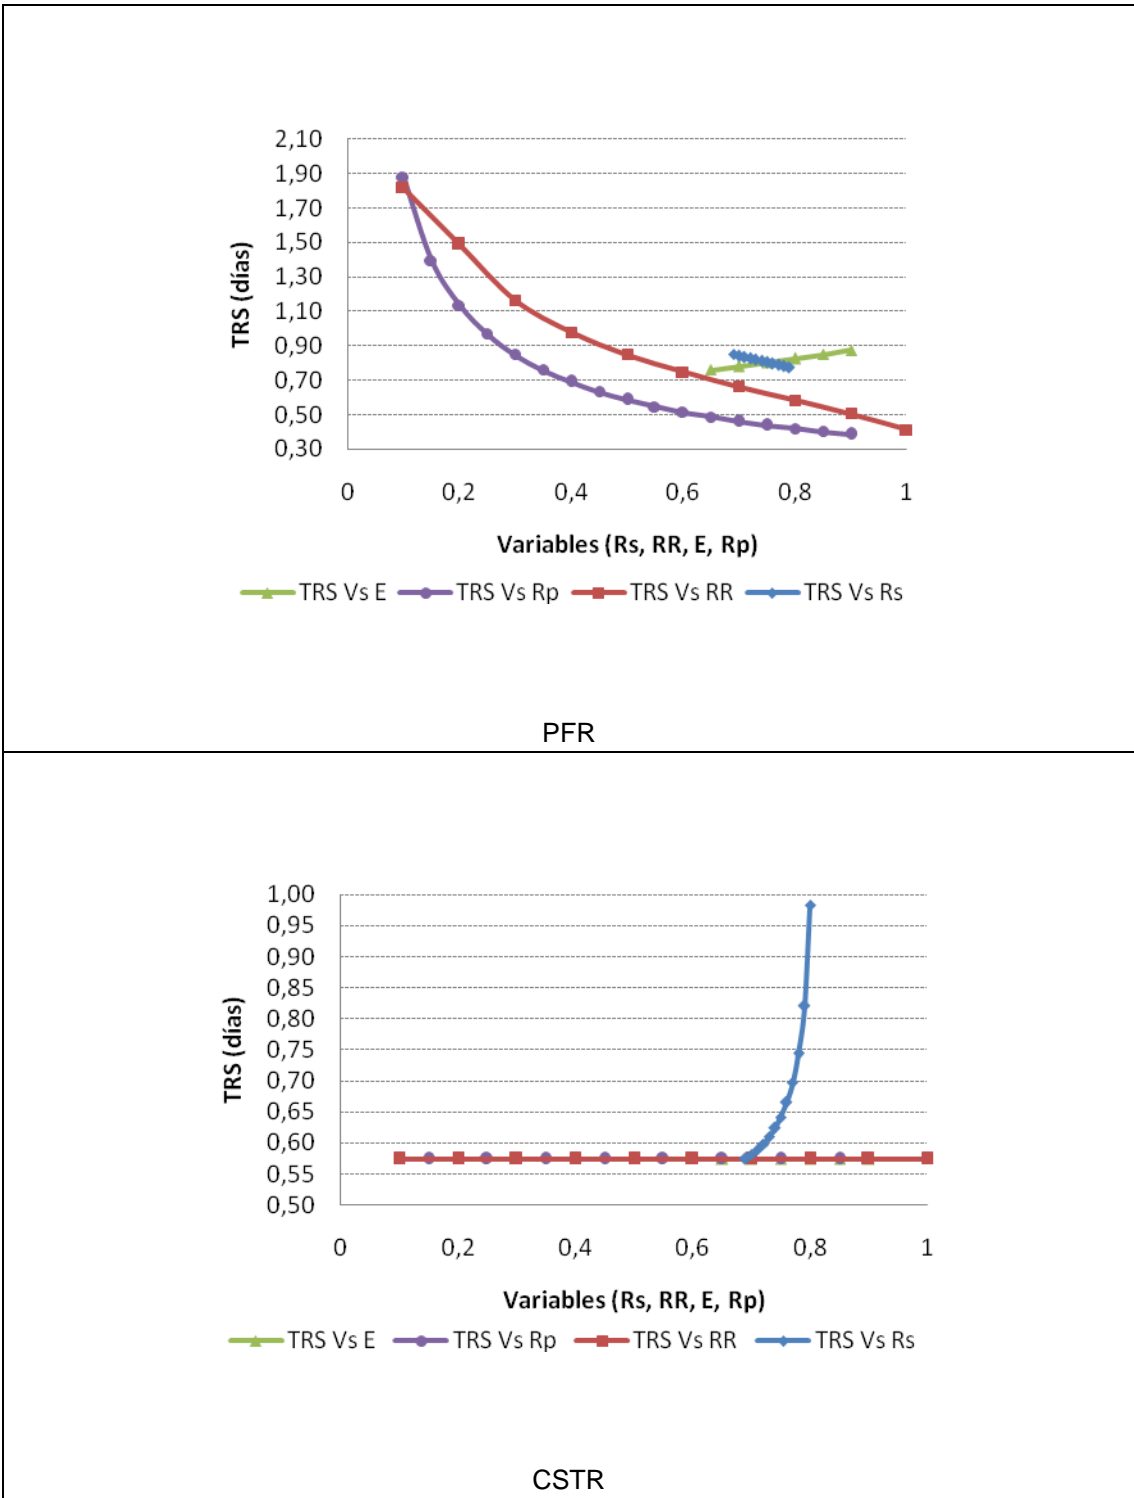 2,10
1,90
1,70
1,50
1,30
1,10
0,90
0,70
0,50
0,30
TRS (días)
0 0,2 0,4 0,6 0,8 1
Variables (Rs, RR, E, Rp)
TRS Vs E TRS Vs Rp TRS Vs RR TRS Vs Rs
PFR
1,00
0,95
0,90
0,85
0,80
0,75
0,70
0,65
0,60
0,55
0,50
TRS (días)
0 0,2 0,4 0,6 0,8 1
Variables (Rs, RR, E, Rp)
TRS Vs E TRS Vs Rp TRS Vs RR TRS Vs Rs
CSTR